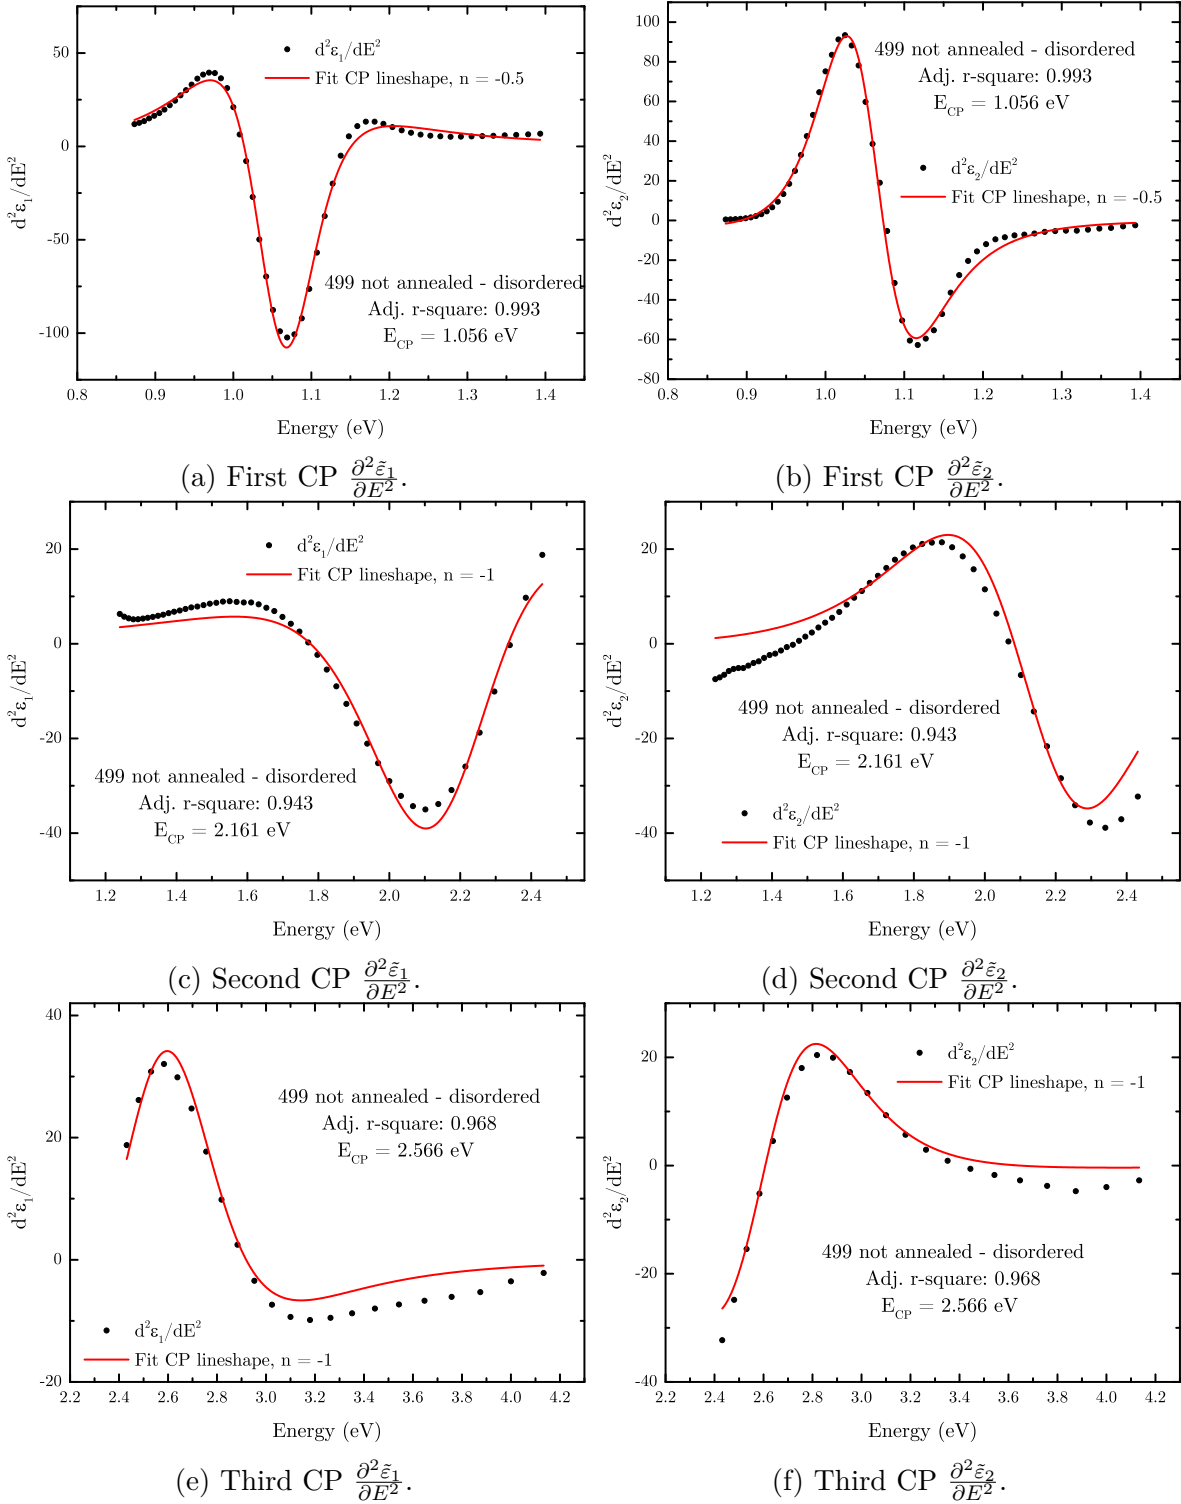 50
0
-50
-100
0.8 0.9 1.0 1.1 1.2 1.3 1.4
d²ε₁/dE²
Energy (eV)
d²ε₁/dE²
Fit CP lineshape, n = -0.5
499 not annealed - disordered
Adj. r-square: 0.993
E_CP = 1.056 eV
(a) First CP ∂²ε̃₁/∂E².
100
80
60
40
20
0
-20
-40
-60
-80
0.8 0.9 1.0 1.1 1.2 1.3 1.4
d²ε₂/dE²
Energy (eV)
499 not annealed - disordered
Adj. r-square: 0.993
E_CP = 1.056 eV
d²ε₂/dE²
Fit CP lineshape, n = -0.5
(b) First CP ∂²ε̃₂/∂E².
20
0
-20
-40
1.2 1.4 1.6 1.8 2.0 2.2 2.4
d²ε₁/dE²
Energy (eV)
d²ε₁/dE²
Fit CP lineshape, n = -1
499 not annealed - disordered
Adj. r-square: 0.943
E_CP = 2.161 eV
(c) Second CP ∂²ε̃₁/∂E².
20
0
-20
-40
1.2 1.4 1.6 1.8 2.0 2.2 2.4
d²ε₂/dE²
Energy (eV)
499 not annealed - disordered
Adj. r-square: 0.943
E_CP = 2.161 eV
d²ε₂/dE²
Fit CP lineshape, n = -1
(d) Second CP ∂²ε̃₂/∂E².
40
20
0
-20
2.2 2.4 2.6 2.8 3.0 3.2 3.4 3.6 3.8 4.0 4.2
d²ε₁/dE²
Energy (eV)
499 not annealed - disordered
Adj. r-square: 0.968
E_CP = 2.566 eV
d²ε₁/dE²
Fit CP lineshape, n = -1
(e) Third CP ∂²ε̃₁/∂E².
20
0
-20
-40
2.2 2.4 2.6 2.8 3.0 3.2 3.4 3.6 3.8 4.0 4.2
d²ε₂/dE²
Energy (eV)
d²ε₂/dE²
Fit CP lineshape, n = -1
499 not annealed - disordered
Adj. r-square: 0.968
E_CP = 2.566 eV
(f) Third CP ∂²ε̃₂/∂E².